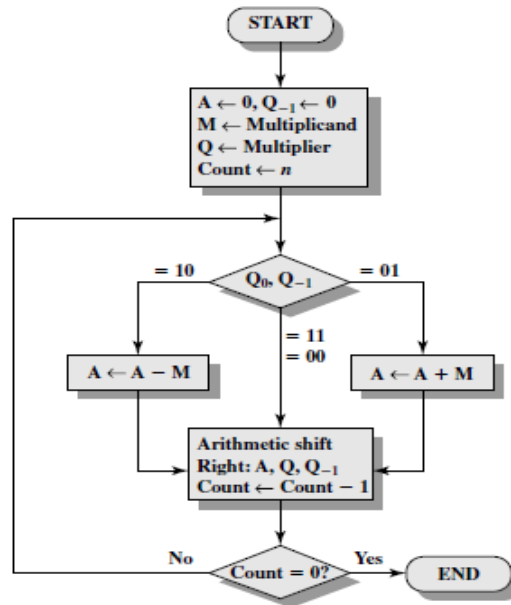 START
A ← 0, Q₋₁ ← 0
M ← Multiplicand
Q ← Multiplier
Count ← n
= 10
Q₀, Q₋₁
= 01
= 11
= 00
A ← A − M
A ← A + M
Arithmetic shift
Right: A, Q, Q₋₁
Count ← Count − 1
No
Count = 0?
Yes
END